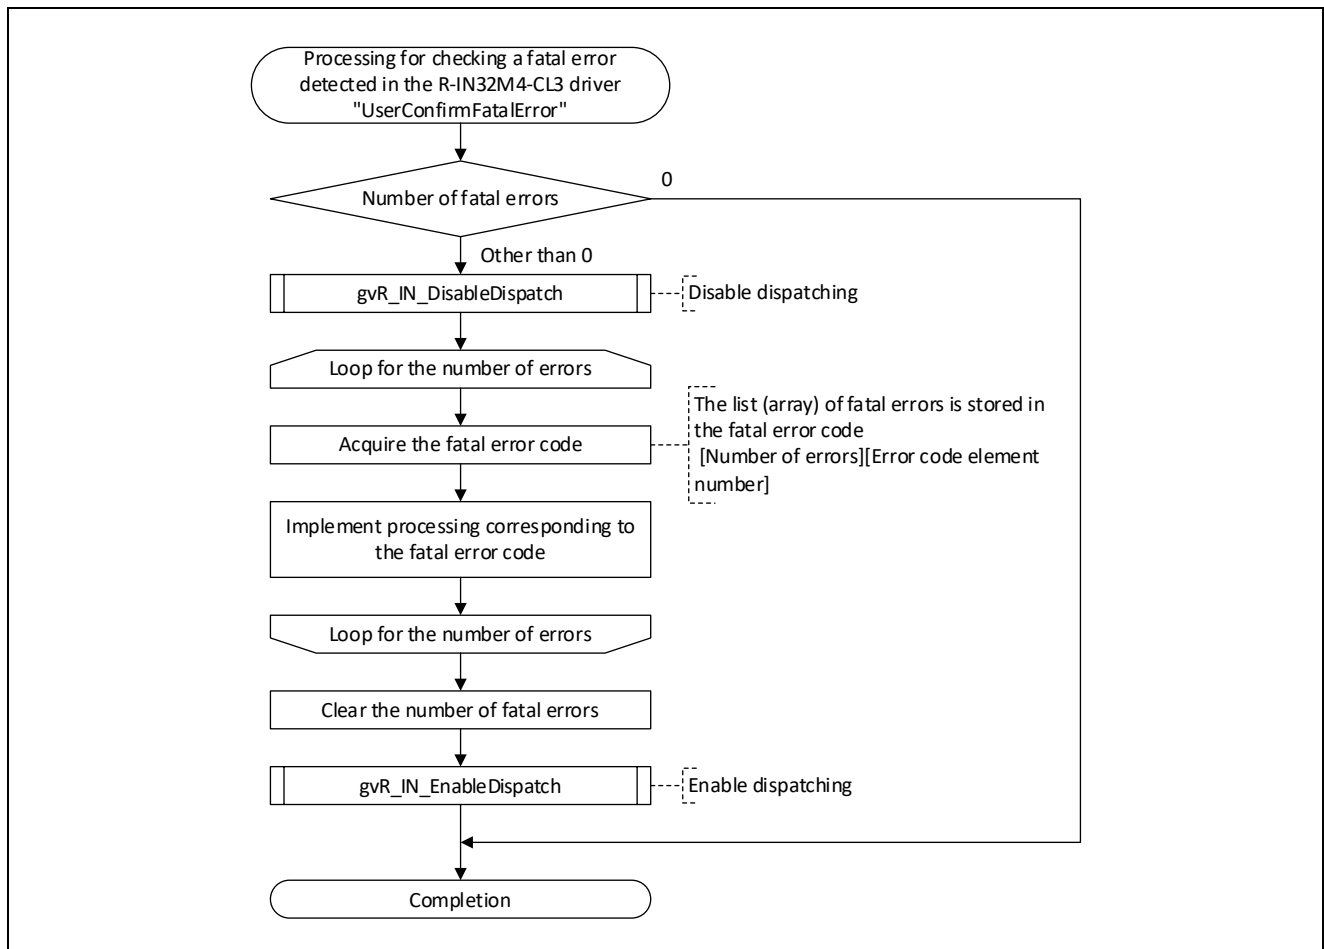 Processing for checking a fatal error
detected in the R-IN32M4-CL3 driver
"UserConfirmFatalError"
0
Number of fatal errors
Other than 0
gvR_IN_DisableDispatch
Disable dispatching
Loop for the number of errors
The list (array) of fatal errors is stored in
the fatal error code
[Number of errors][Error code element
number]
Acquire the fatal error code
Implement processing corresponding to
the fatal error code
Loop for the number of errors
Clear the number of fatal errors
gvR_IN_EnableDispatch
Enable dispatching
Completion